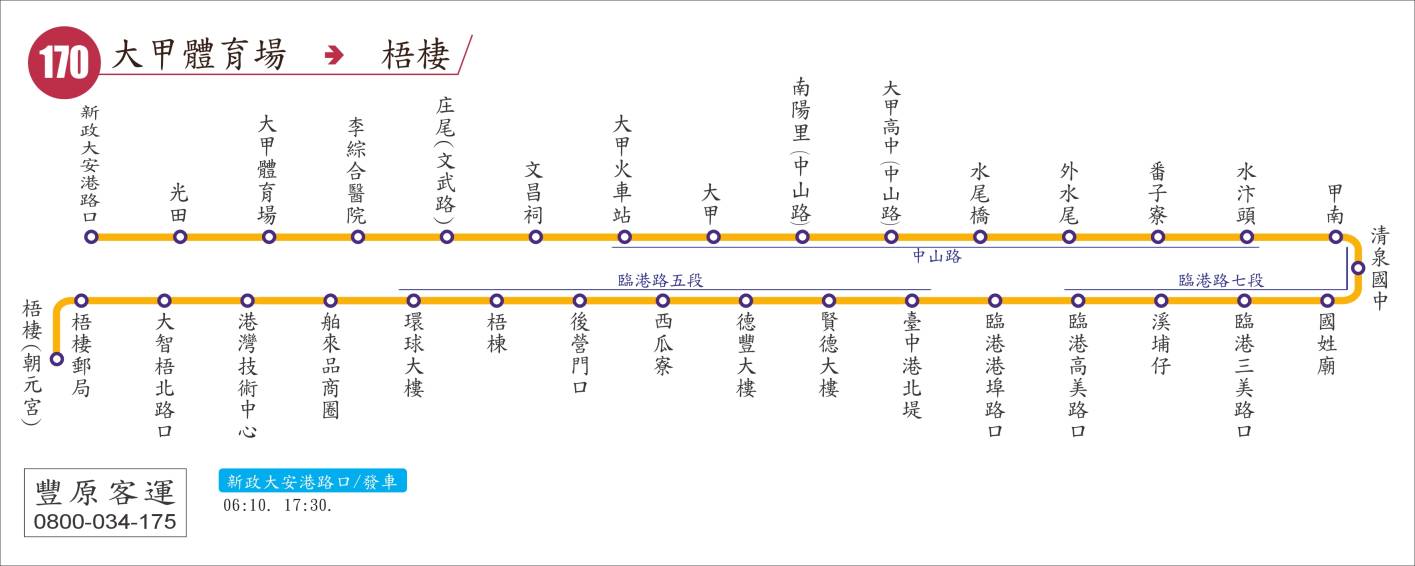 170 大甲體育場 → 梧棲
新政大安港路口
光田
大甲體育場
李綜合醫院
庄尾(文武路)
文昌祠
大甲火車站
大甲
南陽里(中山路)
大甲高中(中山路)
水尾橋
外水尾
番子寮
水汴頭
甲南
中山路
清泉國中
臨港路七段
臨港路五段
國姓廟
臨港三美路口
溪埔仔
臨港高美路口
臨港港埠路口
臺中港北堤
賢德大樓
德豐大樓
西瓜寮
後營門口
梧棟
環球大樓
舶來品商圈
港灣技術中心
大智梧北路口
梧棲郵局
梧棲(朝元宮)
豐原客運
0800-034-175
新政大安港路口/發車
06:10. 17:30.